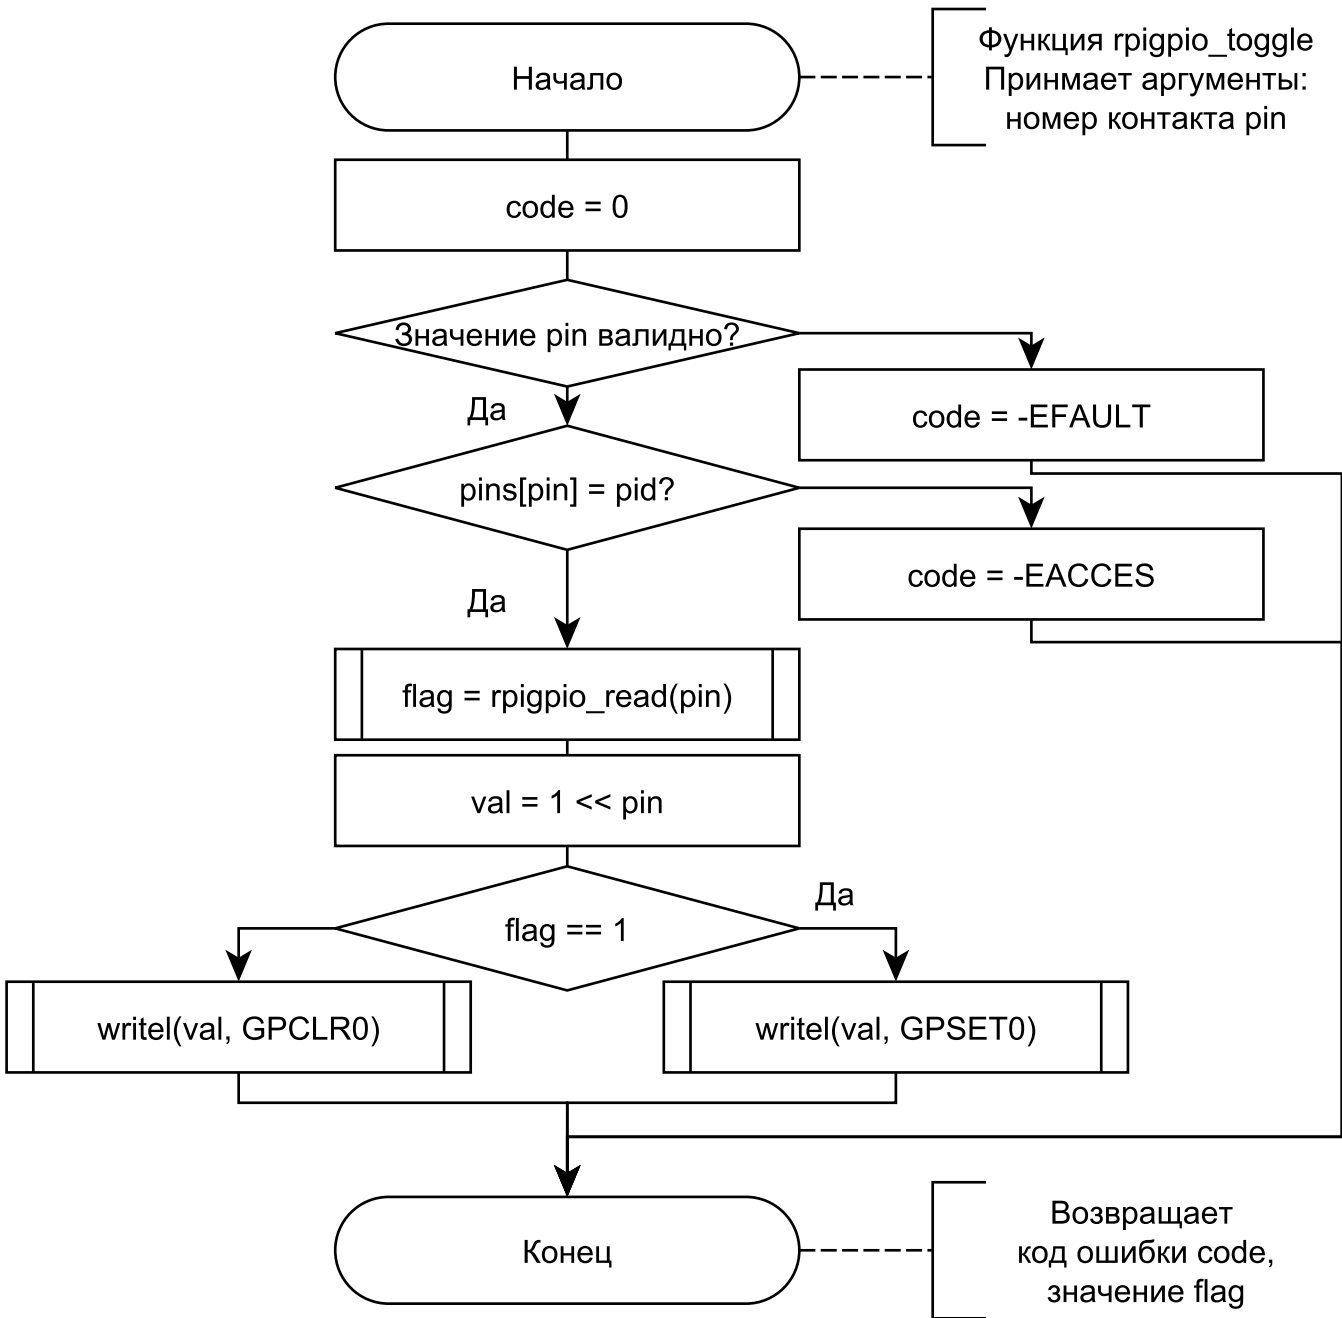 Начало
Функция rpigpio_toggle
Принмает аргументы:
номер контакта pin
code = 0
Значение pin валидно?
code = -EFAULT
Да
pins[pin] = pid?
code = -EACCES
Да
flag = rpigpio_read(pin)
val = 1 << pin
Да
flag == 1
writel(val, GPCLR0)
writel(val, GPSET0)
Конец
Возвращает
код ошибки code,
значение flag